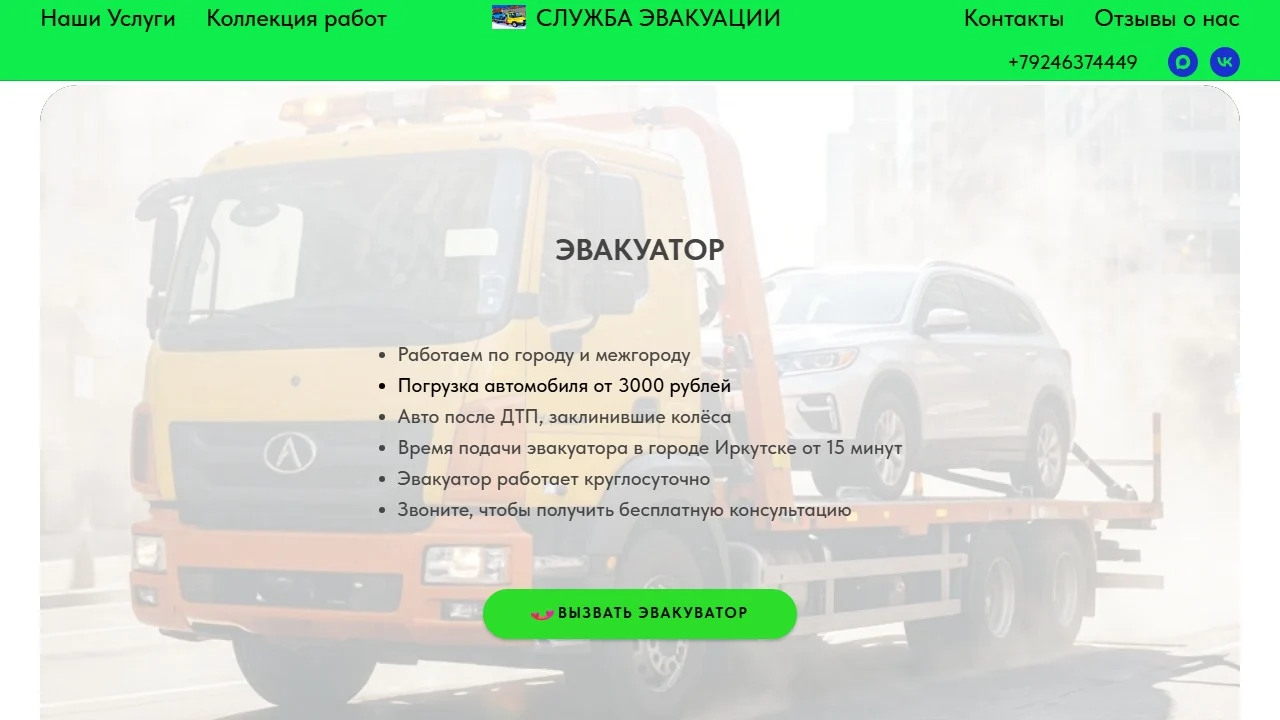 Наши Услуги
Коллекция работ
СЛУЖБА ЭВАКУАЦИИ
Контакты
Отзывы о нас
+79246374449
ЭВАКУАТОР
Работаем по городу и межгороду
Погрузка автомобиля от 3000 рублей
Авто после ДТП, заклинившие колёса
Время подачи эвакуатора в городе Иркутске от 15 минут
Эвакуатор работает круглосуточно
Звоните, чтобы получить бесплатную консультацию
ВЫЗВАТЬ ЭВАКУВАТОР